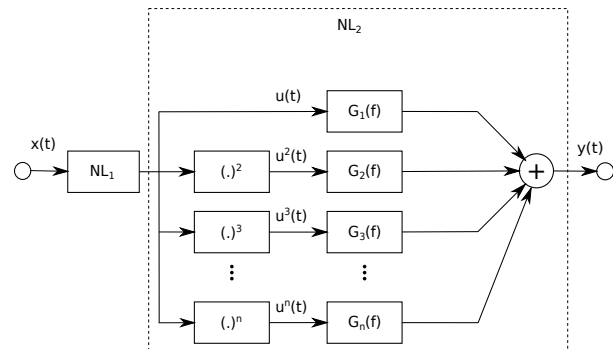 NL₂
u(t)
G₁(f)
x(t)
NL₁
(.)²
u²(t)
G₂(f)
+
y(t)
(.)³
u³(t)
G₃(f)
(.)ⁿ
uⁿ(t)
Gₙ(f)